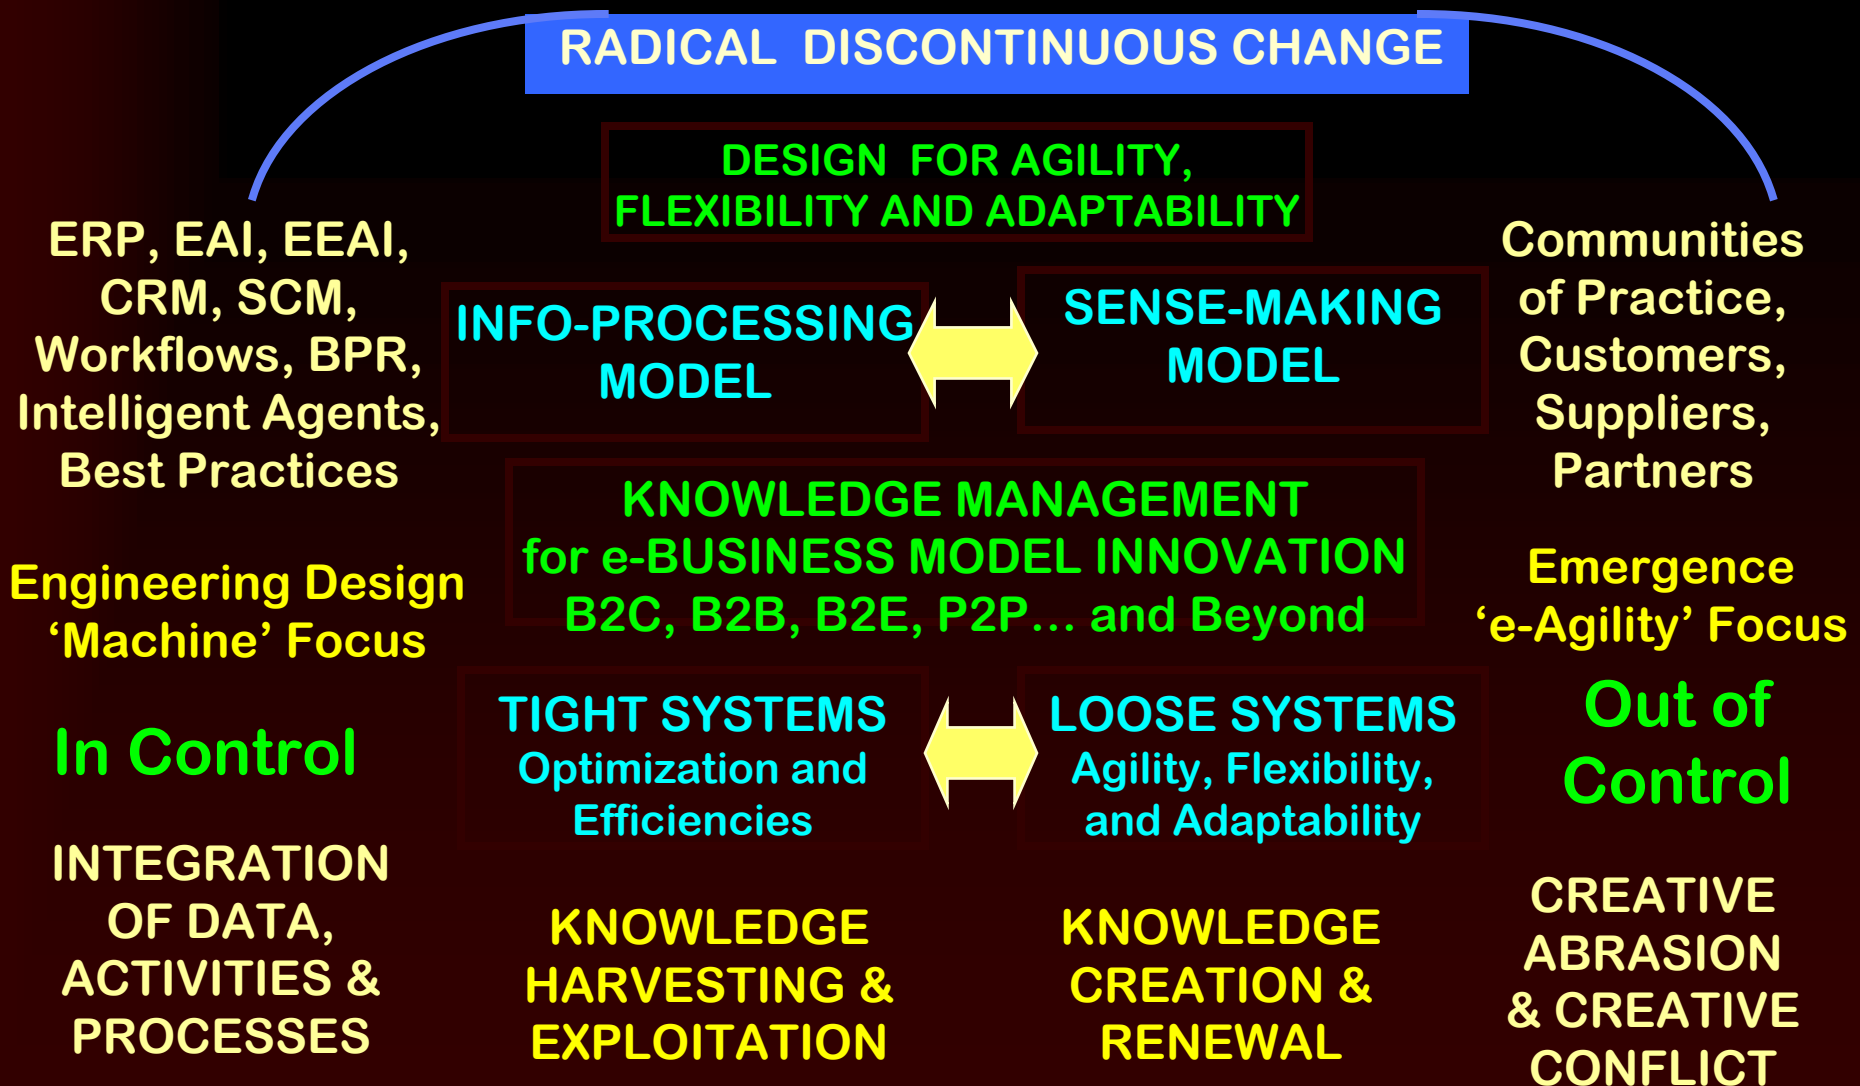 RADICAL DISCONTINUOUS CHANGE
DESIGN FOR AGILITY,
FLEXIBILITY AND ADAPTABILITY
ERP, EAI, EEAI,
CRM, SCM,
Workflows, BPR,
Intelligent Agents,
Best Practices
INFO-PROCESSING
MODEL
SENSE-MAKING
MODEL
Communities
of Practice,
Customers,
Suppliers,
Partners
KNOWLEDGE MANAGEMENT
for e-BUSINESS MODEL INNOVATION
B2C, B2B, B2E, P2P… and Beyond
Engineering Design
‘Machine’ Focus
Emergence
‘e-Agility’ Focus
In Control
TIGHT SYSTEMS
Optimization and
Efficiencies
LOOSE SYSTEMS
Agility, Flexibility,
and Adaptability
Out of
Control
INTEGRATION
OF DATA,
ACTIVITIES &
PROCESSES
KNOWLEDGE
HARVESTING &
EXPLOITATION
KNOWLEDGE
CREATION &
RENEWAL
CREATIVE
ABRASION
& CREATIVE
CONFLICT